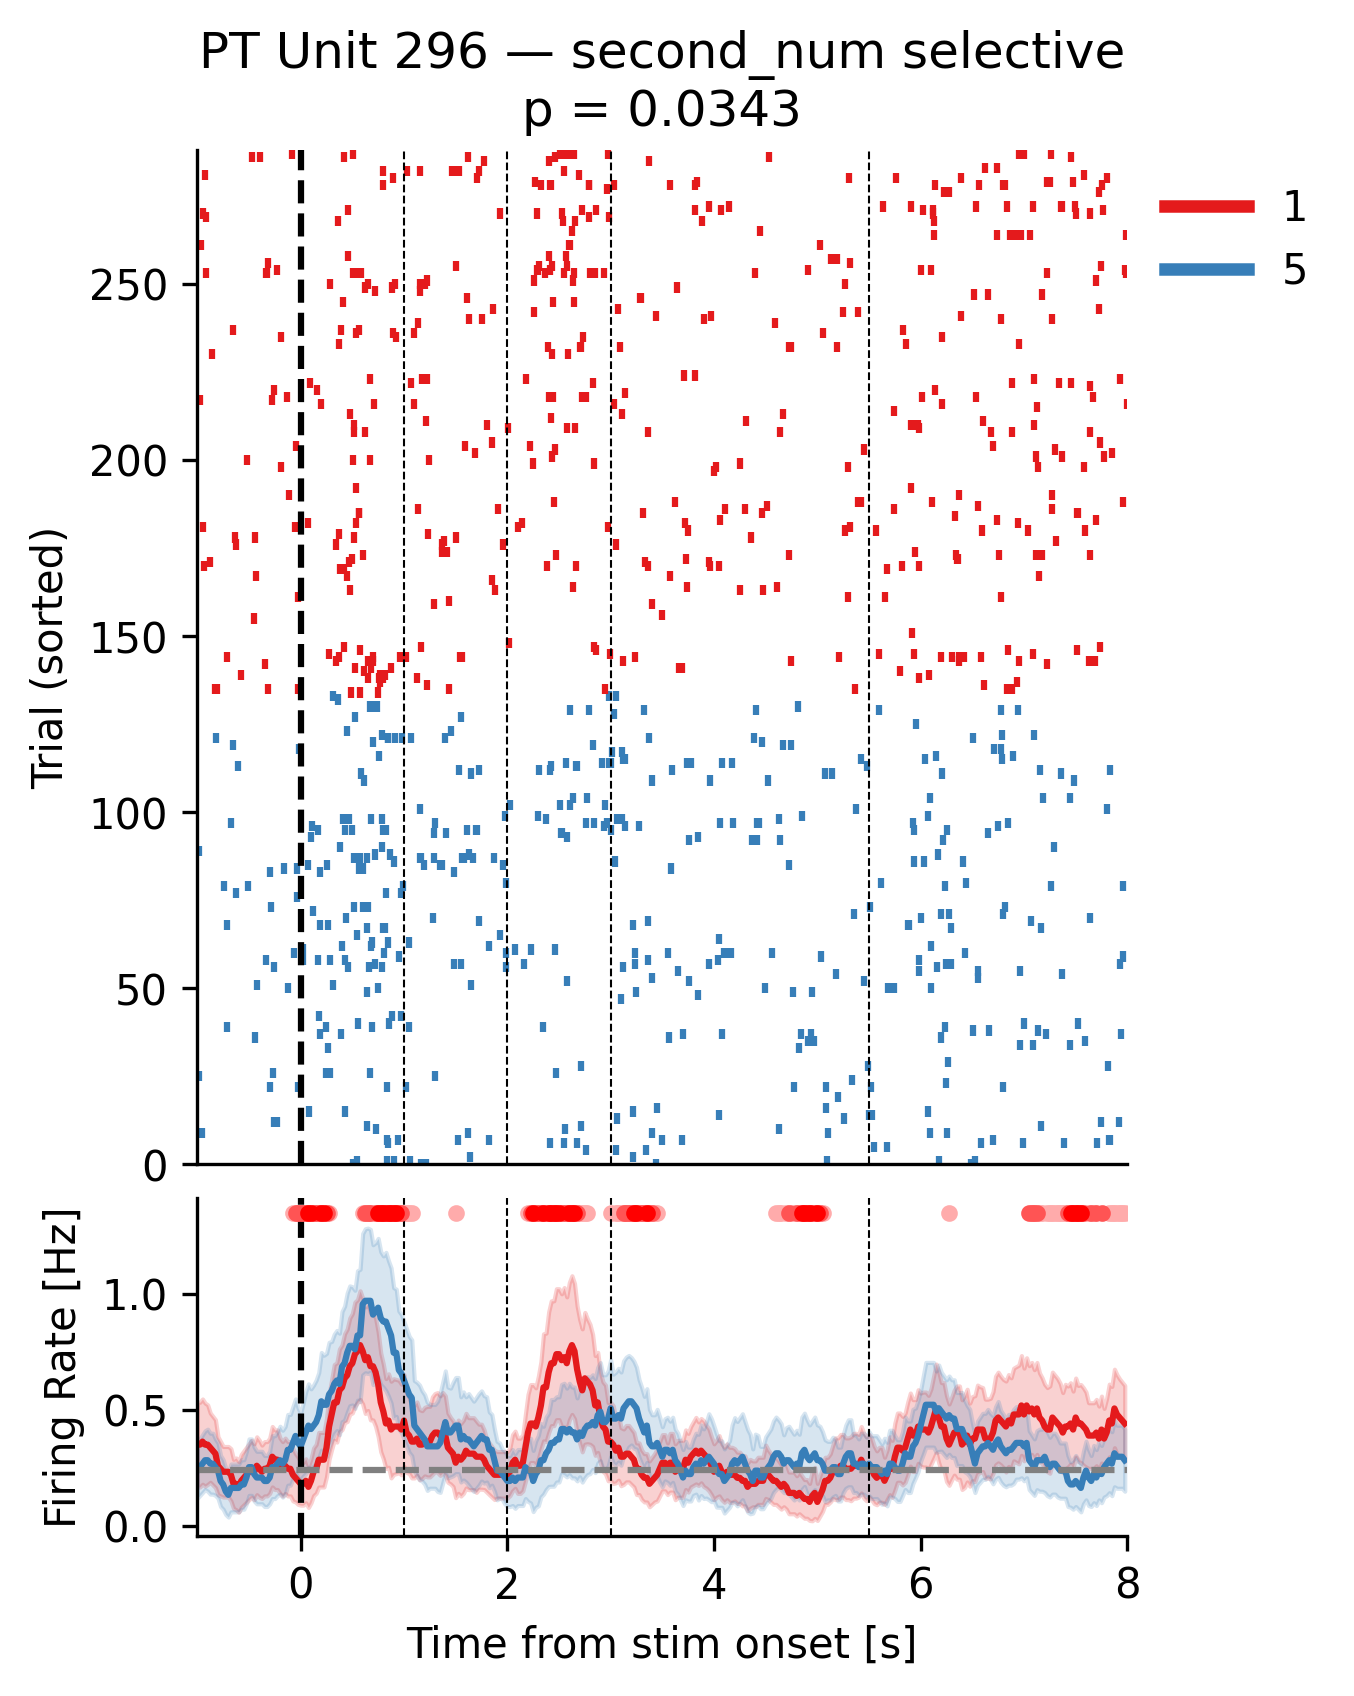 PT Unit 296 — second_num selective
p = 0.0343
1
5
Trial (sorted)
250
200
150
100
50
0
Firing Rate [Hz]
1.0
0.5
0.0
0 2 4 6 8
Time from stim onset [s]